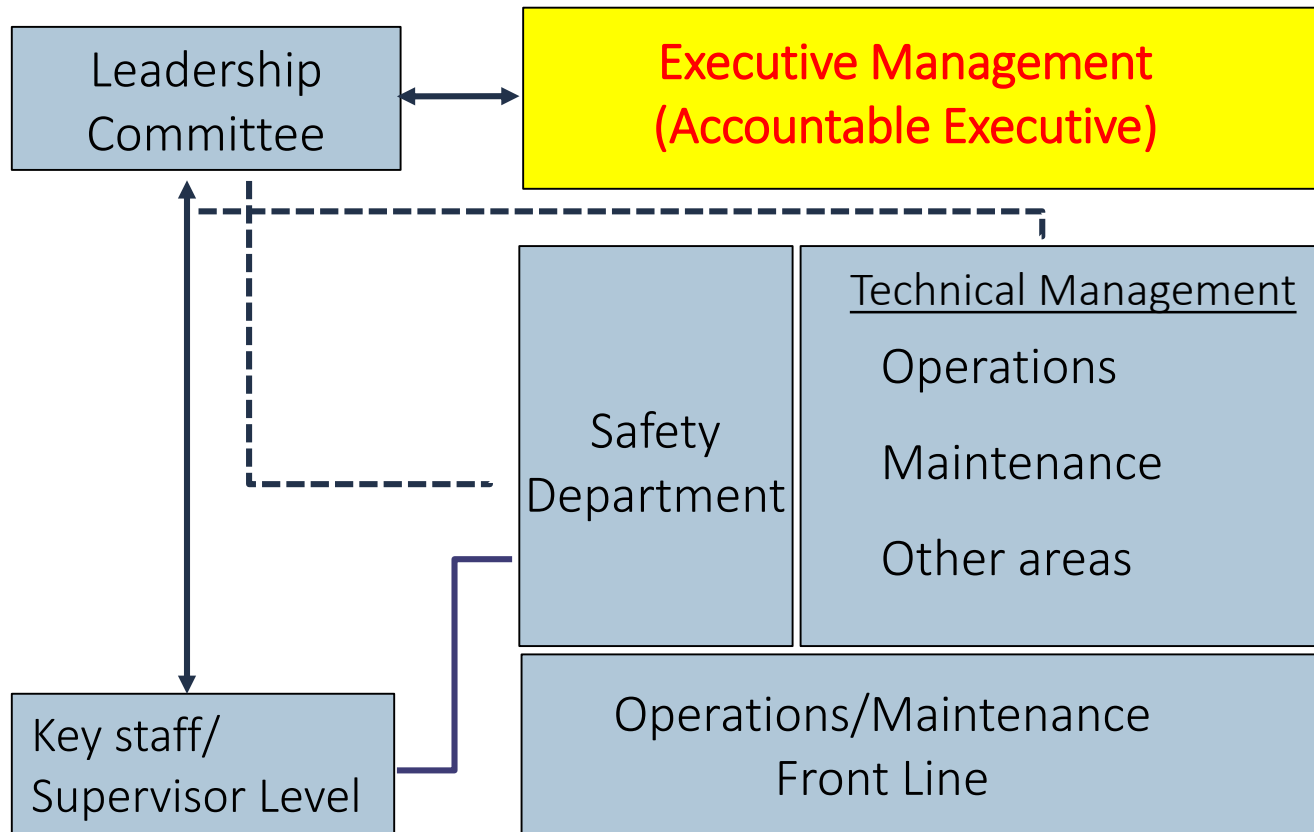 Leadership
Committee
Executive Management
(Accountable Executive)
Safety
Department
Technical Management
Operations
Maintenance
Other areas
Key staff/
Supervisor Level
Operations/Maintenance
Front Line